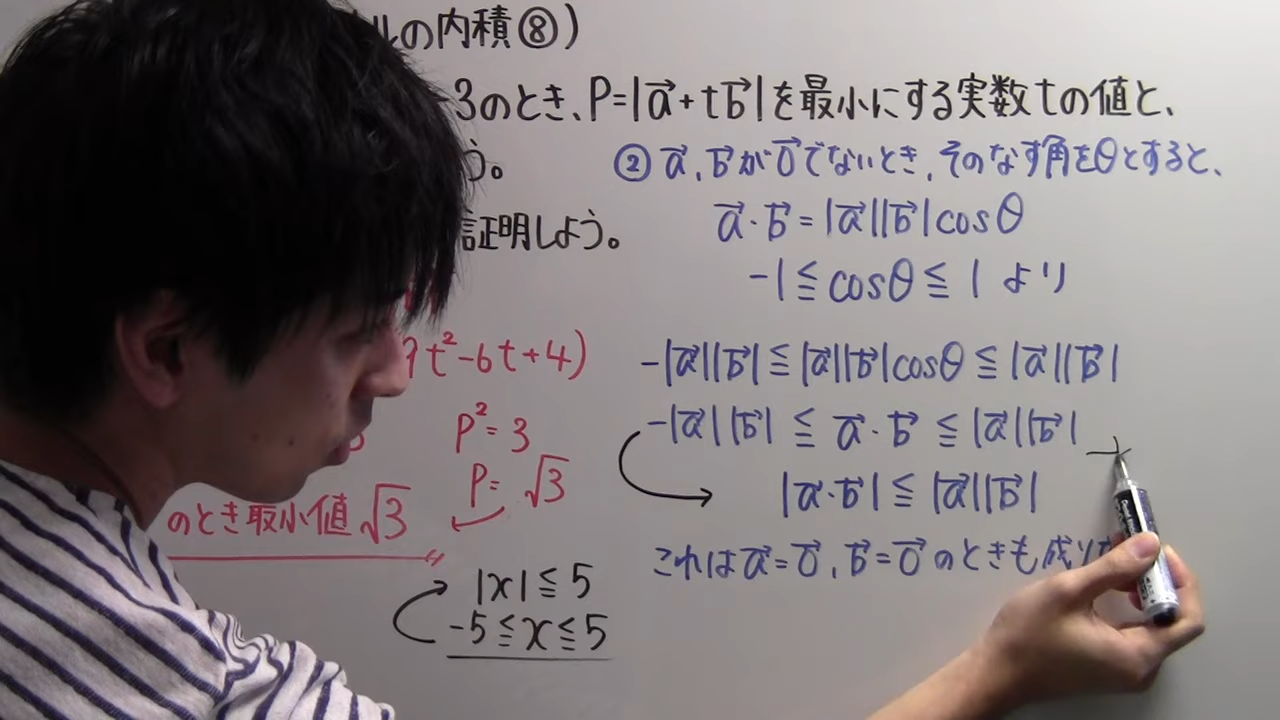 ルの内積⑧)
-3のとき、P=|a⃗+tb⃗|を最小にする実数tの値と、
う。
証明しよう。
9t²-6t+4)
P²=3
P=√3
のとき最小値√3
|x|≦5
-5≦x≦5
② a⃗, b⃗が0⃗でないとき、そのなす角をθとすると、
a⃗・b⃗=|a⃗||b⃗|cosθ
-1≦cosθ≦1 より
-|a⃗||b⃗|≦|a⃗||b⃗|cosθ≦|a⃗||b⃗|
-|a⃗||b⃗|≦a⃗・b⃗≦|a⃗||b⃗|
|a⃗・b⃗|≦|a⃗||b⃗|
これはa⃗=0⃗, b⃗=0⃗のときも成り